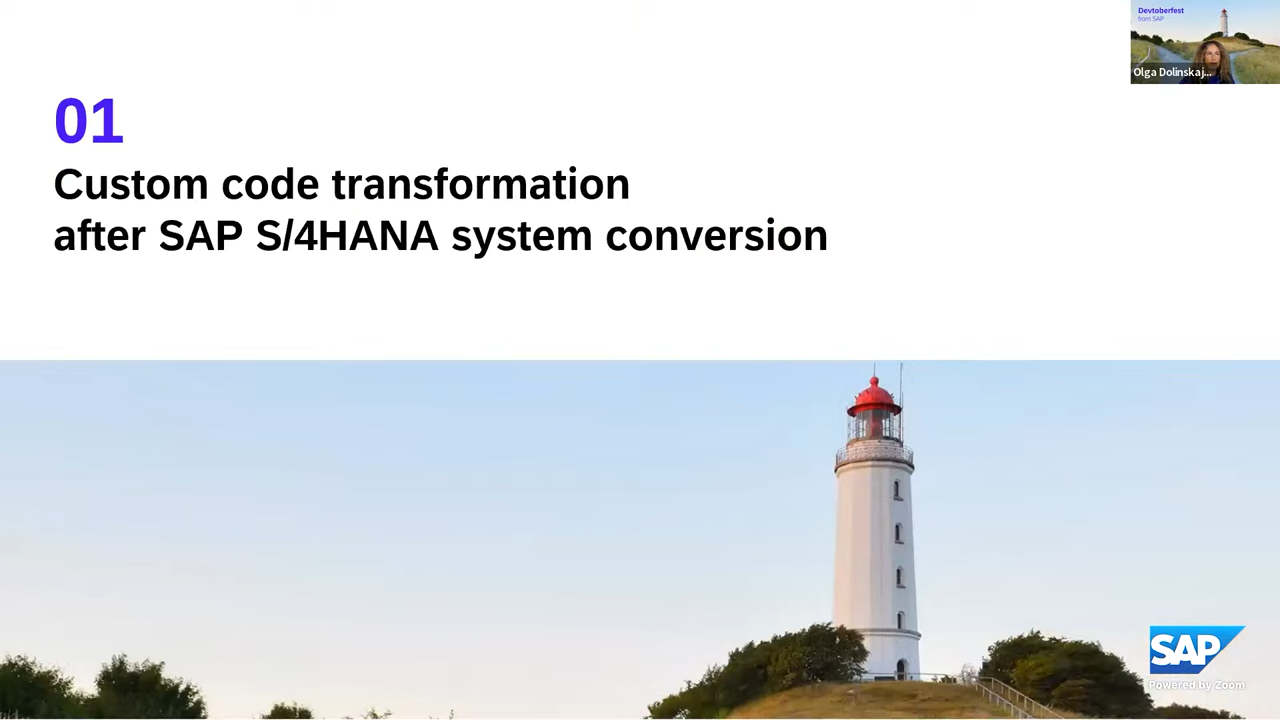 Devtoberfest
from SAP
Olga Dolinskaj...
01
Custom code transformation
after SAP S/4HANA system conversion
SAP
Powered by Zoom